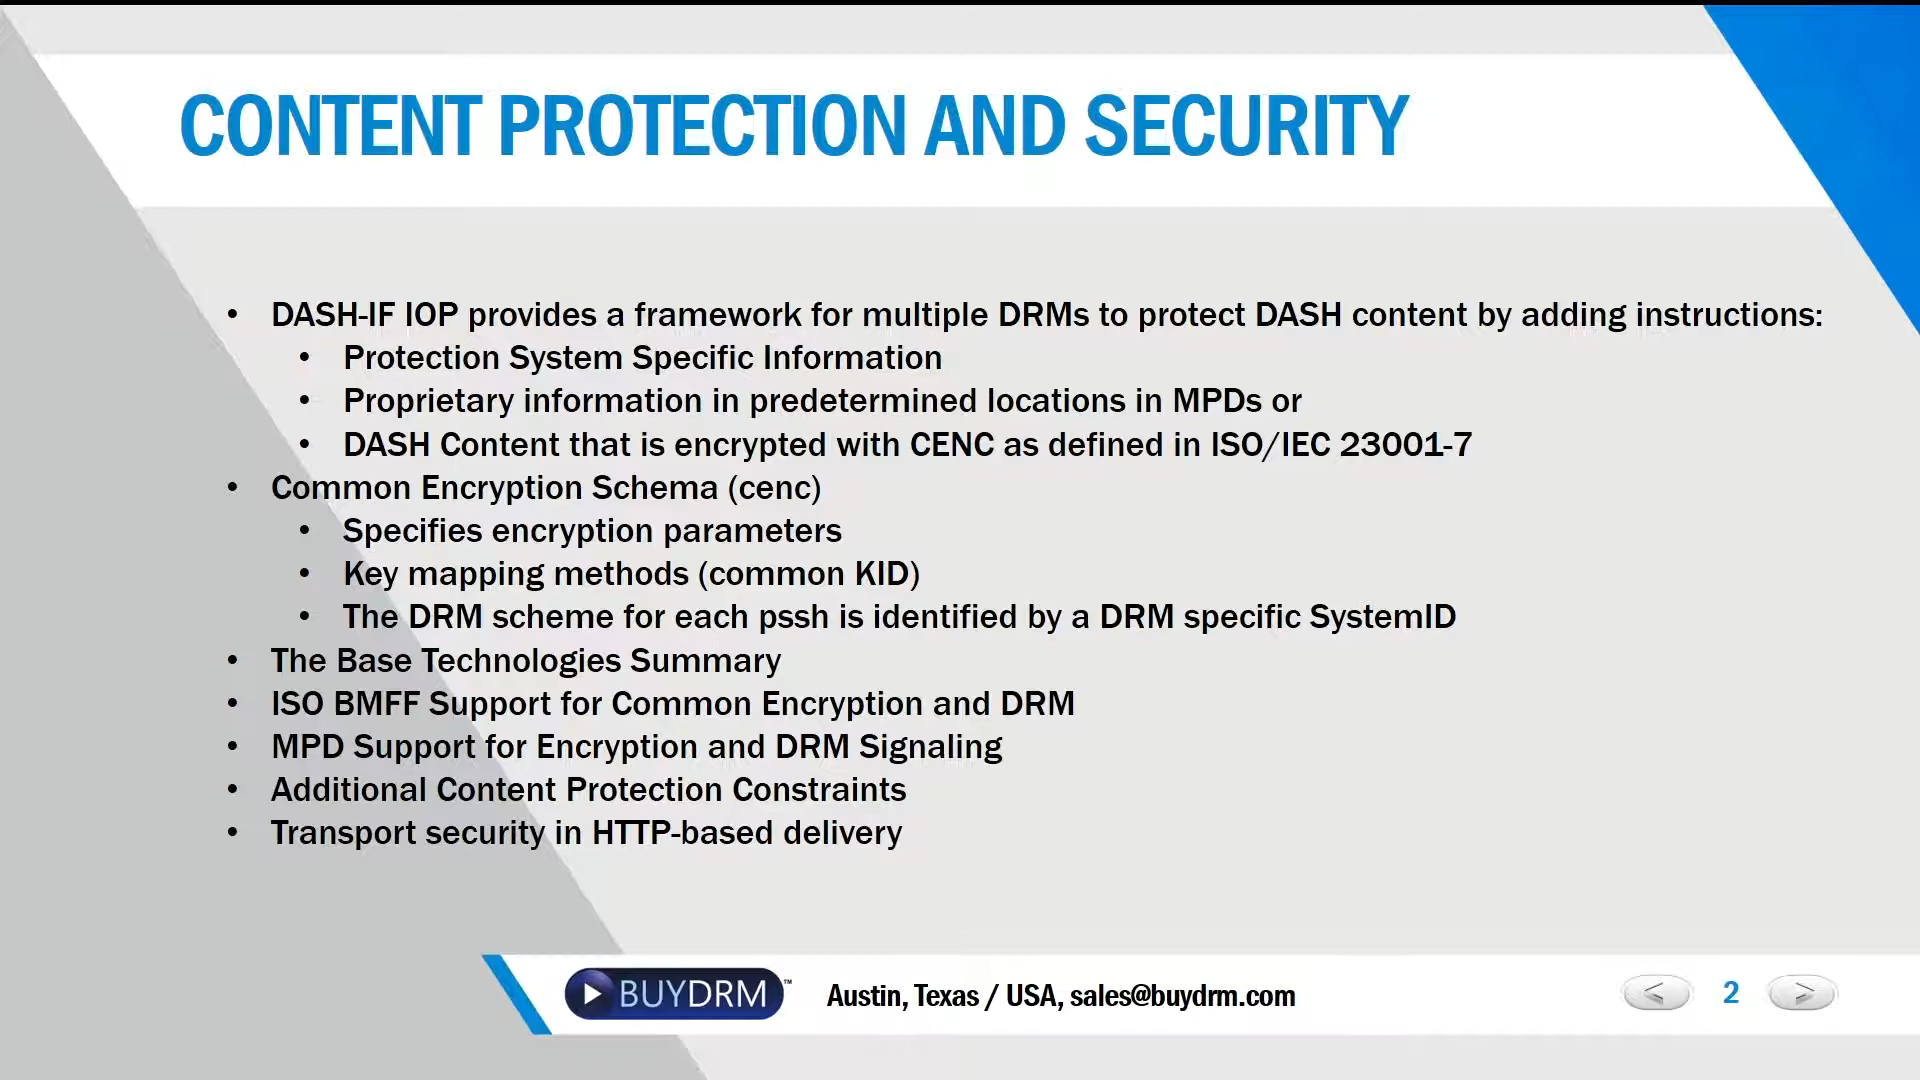 CONTENT PROTECTION AND SECURITY
• DASH-IF IOP provides a framework for multiple DRMs to protect DASH content by adding instructions:
• Protection System Specific Information
• Proprietary information in predetermined locations in MPDs or
• DASH Content that is encrypted with CENC as defined in ISO/IEC 23001-7
• Common Encryption Schema (cenc)
• Specifies encryption parameters
• Key mapping methods (common KID)
• The DRM scheme for each pssh is identified by a DRM specific SystemID
• The Base Technologies Summary
• ISO BMFF Support for Common Encryption and DRM
• MPD Support for Encryption and DRM Signaling
• Additional Content Protection Constraints
• Transport security in HTTP-based delivery
BUYDRM™ Austin, Texas / USA, sales@buydrm.com < 2 >